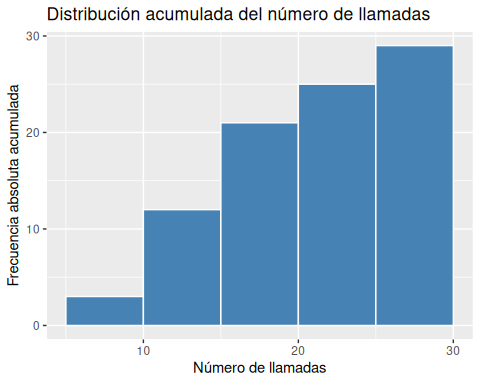 Distribución acumulada del número de llamadas
Frecuencia absoluta acumulada
30
20
10
0
10
20
30
Número de llamadas